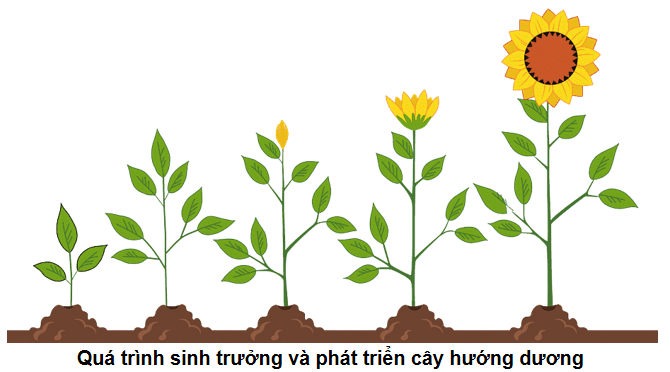 Quá trình sinh trưởng và phát triển cây hướng dương